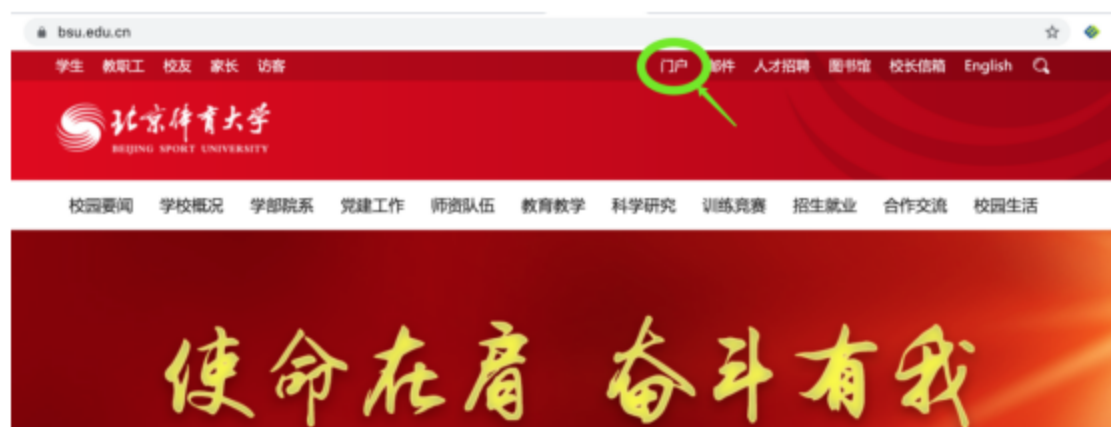 bsu.edu.cn
学生 教职工 校友 家长 访客 门户 邮件 人才招聘 图书馆 校长信箱 English
北京体育大学
BEIJING SPORT UNIVERSITY
校园要闻 学校概况 学部院系 党建工作 师资队伍 教育教学 科学研究 训练竞赛 招生就业 合作交流 校园生活
使命在肩 奋斗有我